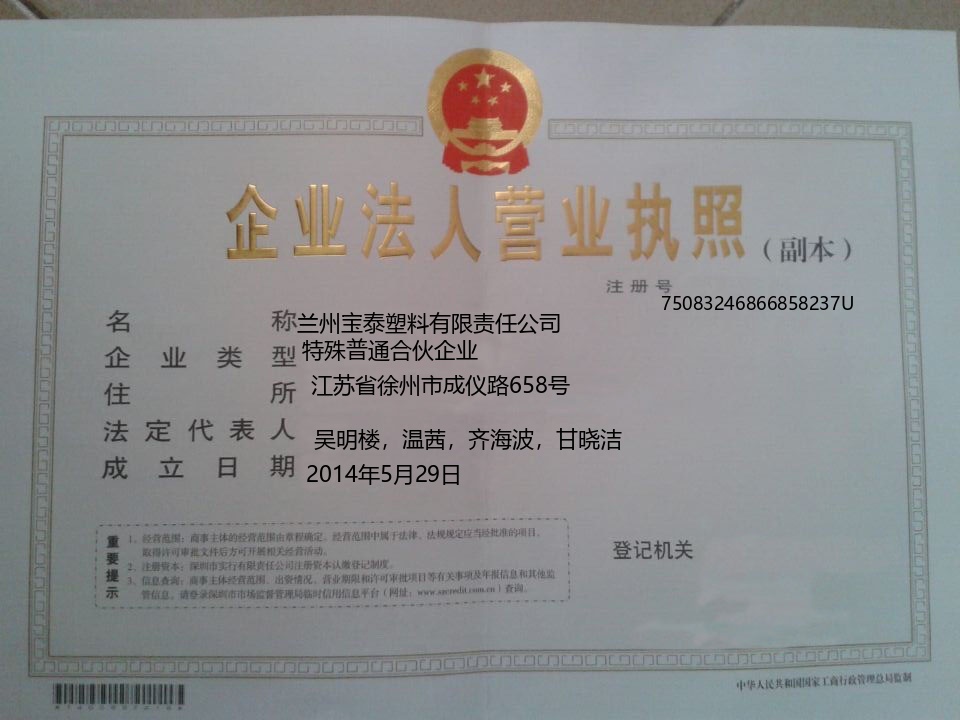 企业法人营业执照
（副本）
注册号
75083246866858237U
名称兰州宝泰塑料有限责任公司
企业类型特殊普通合伙企业
住所江苏省徐州市成仪路658号
法定代表人吴明楼，温茜，齐海波，甘晓洁
成立日期2014年5月29日
重要提示
1、经营范围：商事主体的经营范围由章程确定。经营范围中属于法律、法规规定应当经批准的项目，
取得许可审批文件后方可开展相关经营活动。
2、注册资本：深圳市实行有限责任公司注册资本认缴登记制度。
3、信息查询：商事主体经营范围、出资情况、营业期限和许可审批项目等有关事项及年报信息和其他监
管信息，请登录深圳市市场监督管理局商事主体信用信息平台（网址：www.szcredit.com.cn）查询。
登记机关
中华人民共和国国家工商行政管理总局监制